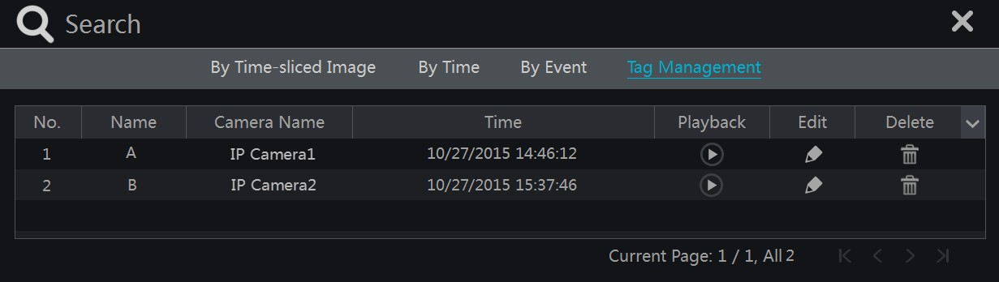 Search
By Time-sliced Image By Time By Event Tag Management
No. Name Camera Name Time Playback Edit Delete
1 A IP Camera1 10/27/2015 14:46:12
2 B IP Camera2 10/27/2015 15:37:46
Current Page: 1 / 1, All 2